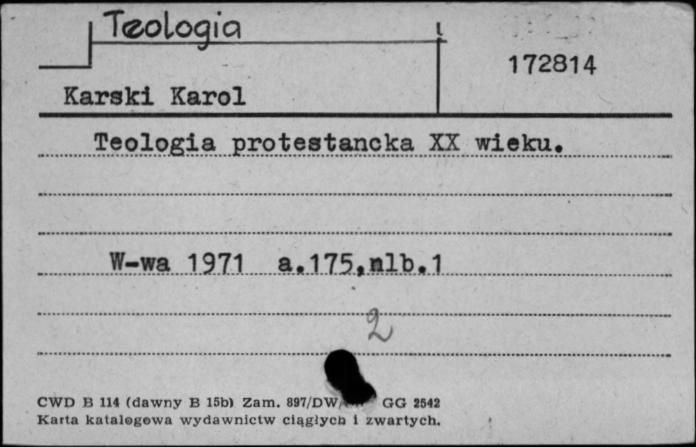 Teologia
172814
Karski Karol
Teologia protestancka XX wieku.
W-wa 1971 a.175,nlb.1
2
CWD B 114 (dawny B 15b) Zam. 897/DW/ GG 2542
Karta katalogowa wydawnictw ciągłych i zwartych.